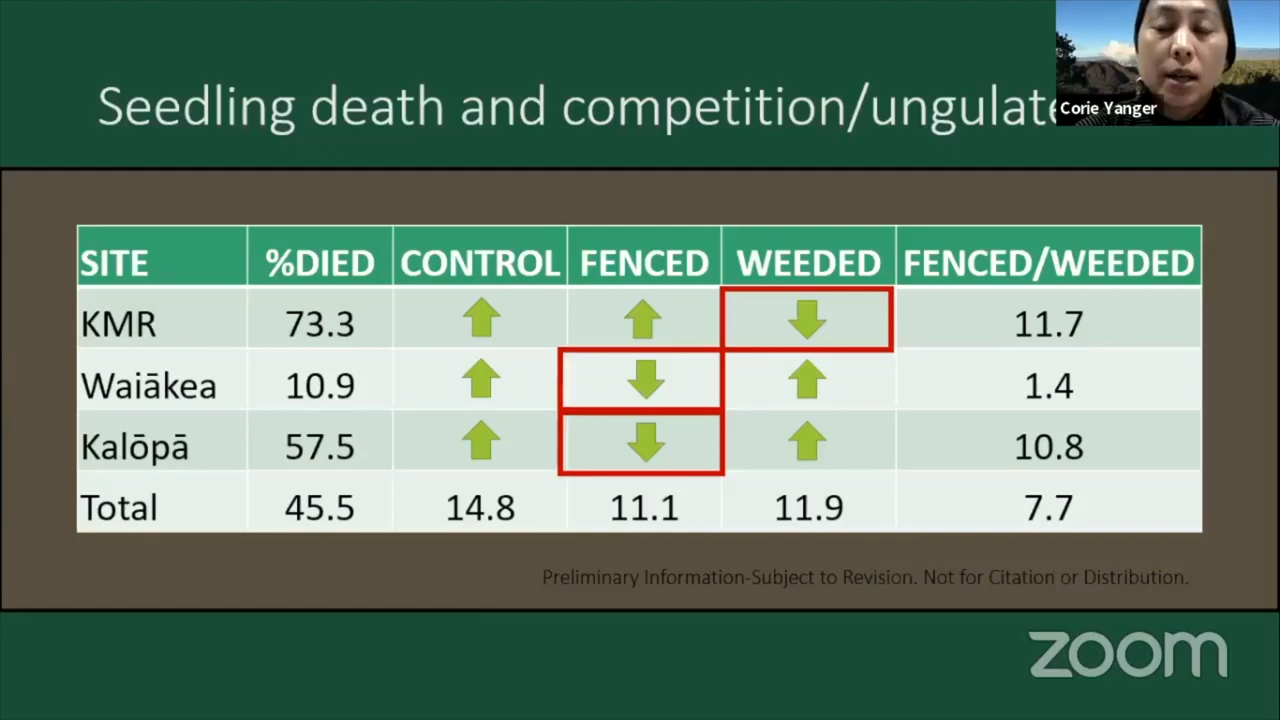 Seedling death and competition/ungulate
Corie Yanger
SITE %DIED CONTROL FENCED WEEDED FENCED/WEEDED
KMR 73.3 11.7
Waiākea 10.9 1.4
Kalōpā 57.5 10.8
Total 45.5 14.8 11.1 11.9 7.7
Preliminary Information-Subject to Revision. Not for Citation or Distribution.
zoom